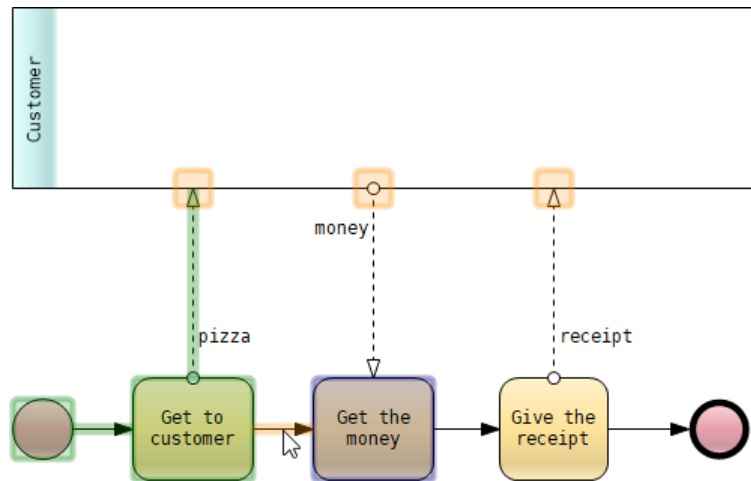 Customer
money
pizza
receipt
Get to
customer
Get the
money
Give the
receipt